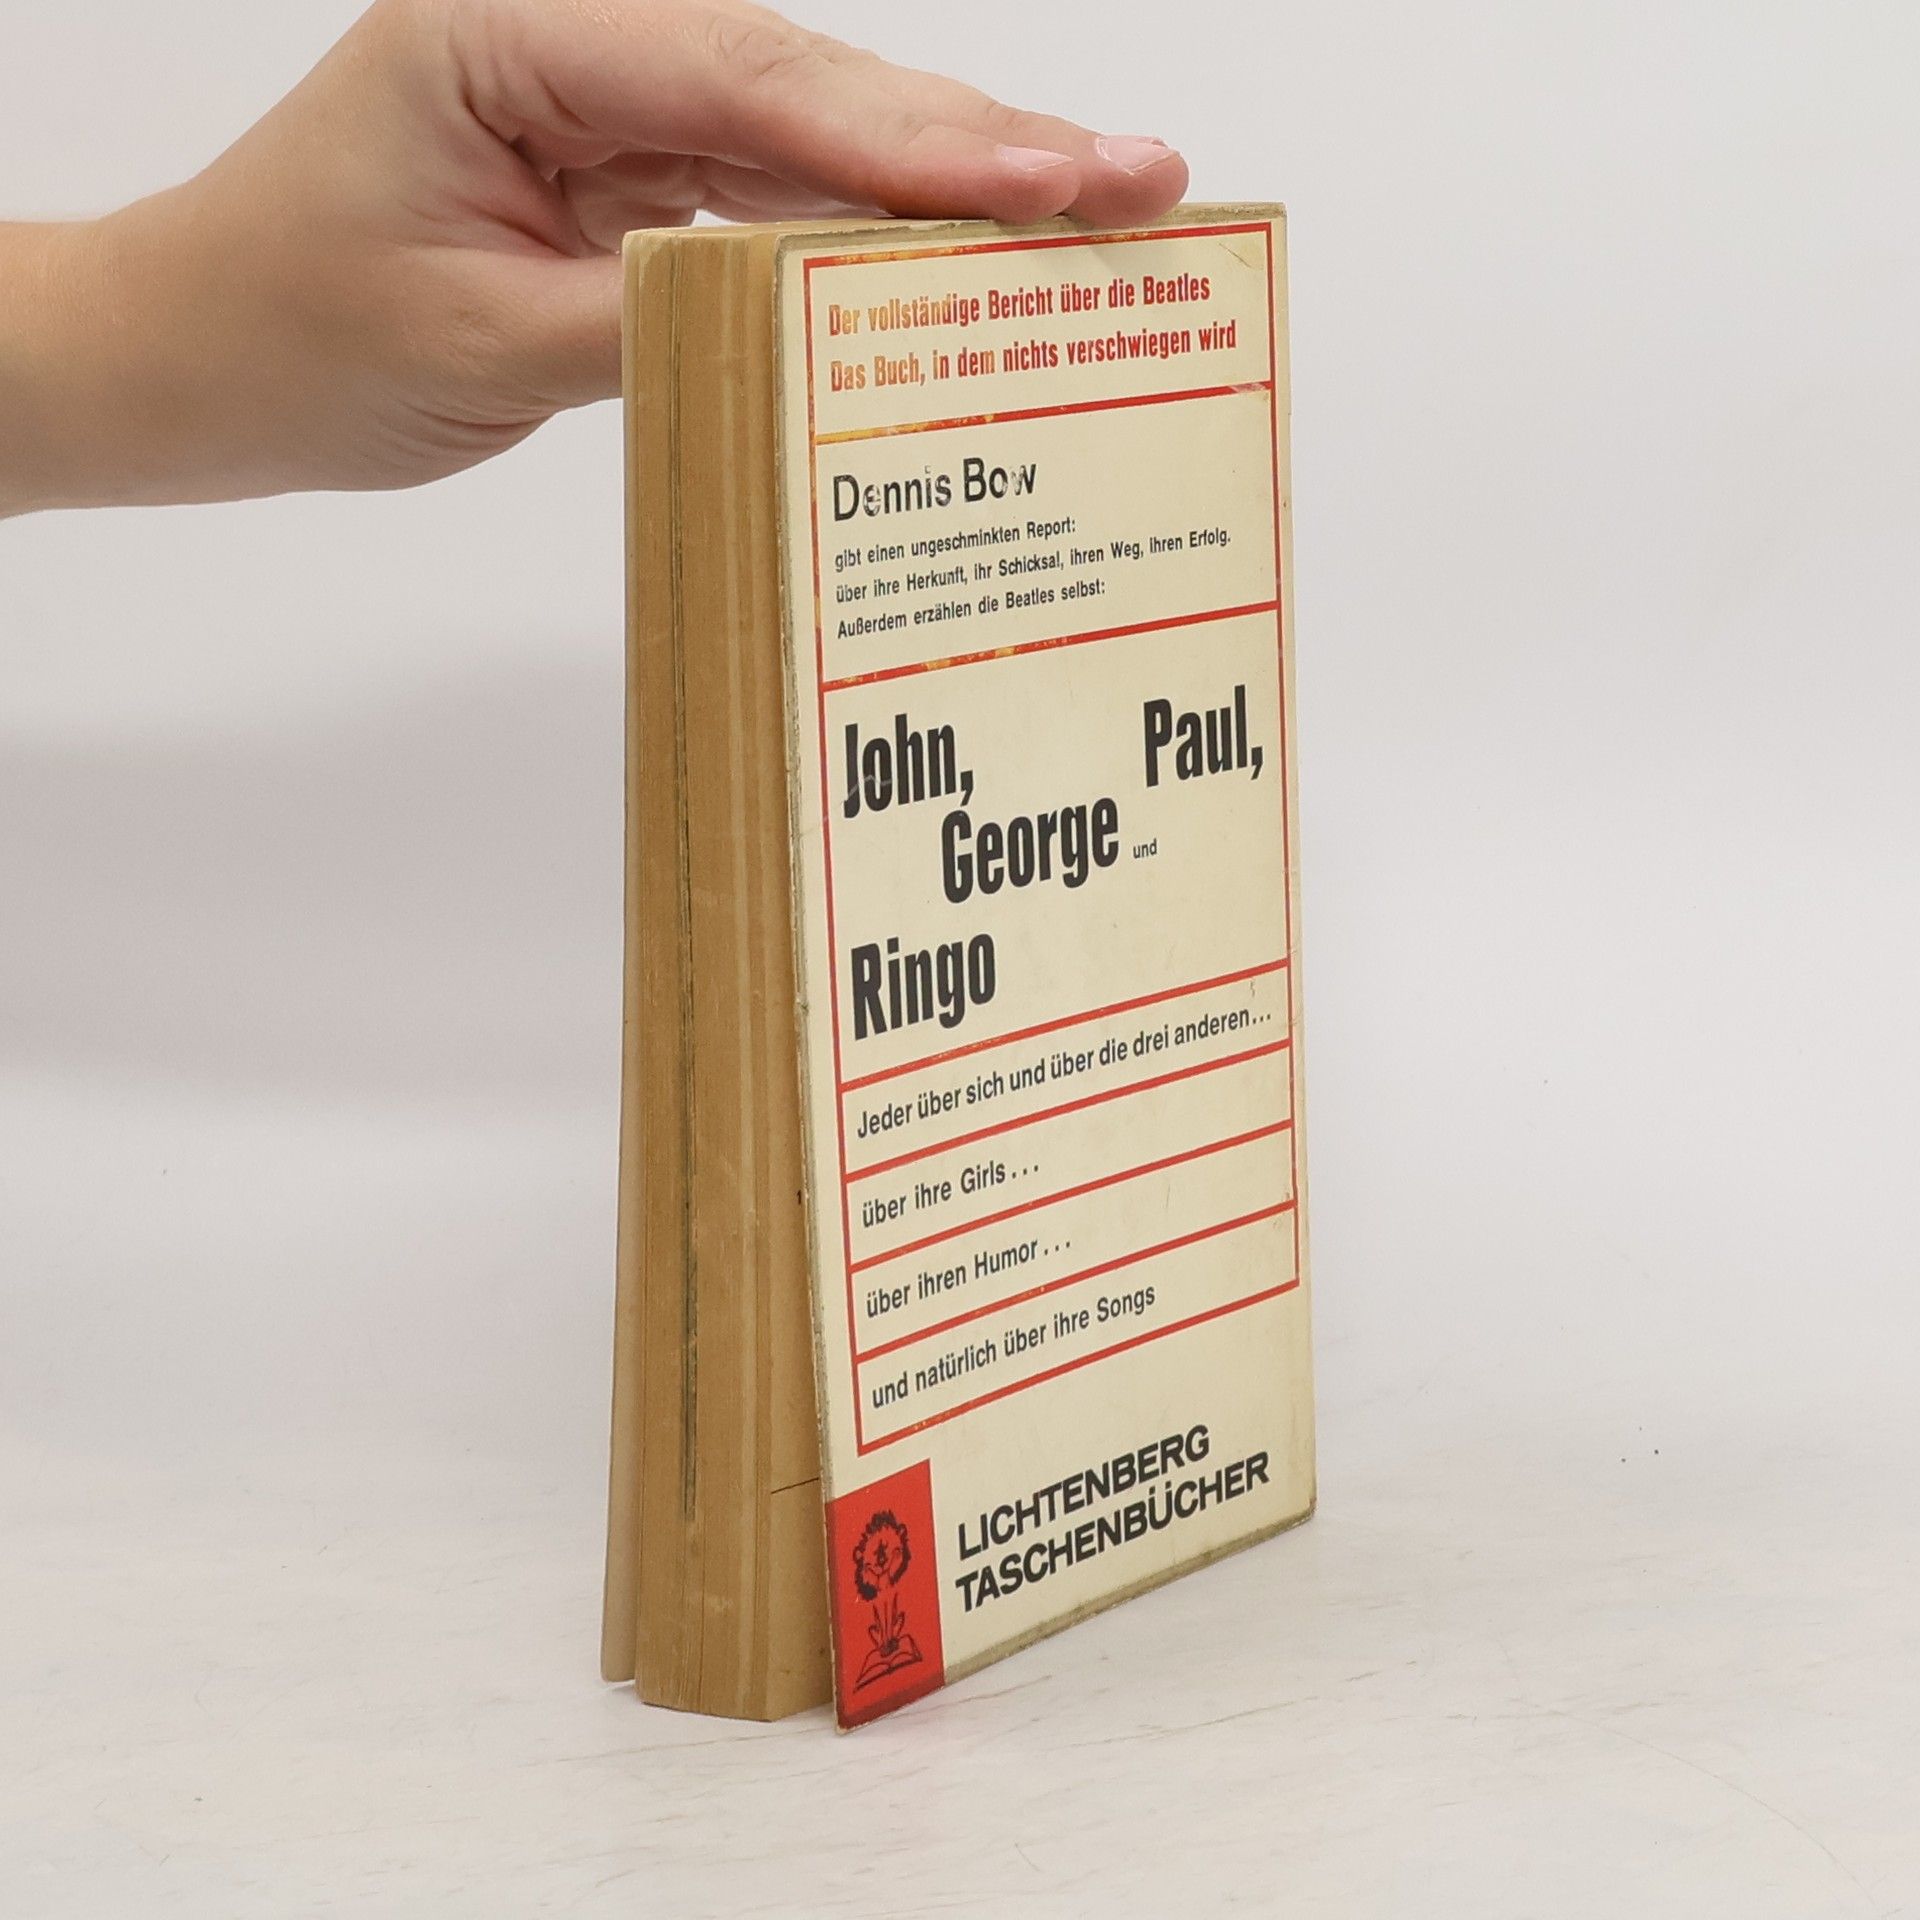 Der vollständige Bericht über die Beatles
Das Buch, in dem nichts verschwiegen wird
Dennis Bow
gibt einen ungeschminkten Report:
über ihre Herkunft, ihr Schicksal, ihren Weg, ihren Erfolg.
Außerdem erzählen die Beatles selbst:
John, Paul,
George und
Ringo
Jeder über sich und über die drei anderen...
über ihre Girls...
über ihren Humor...
und natürlich über ihre Songs
LICHTENBERG
TASCHENBÜCHER